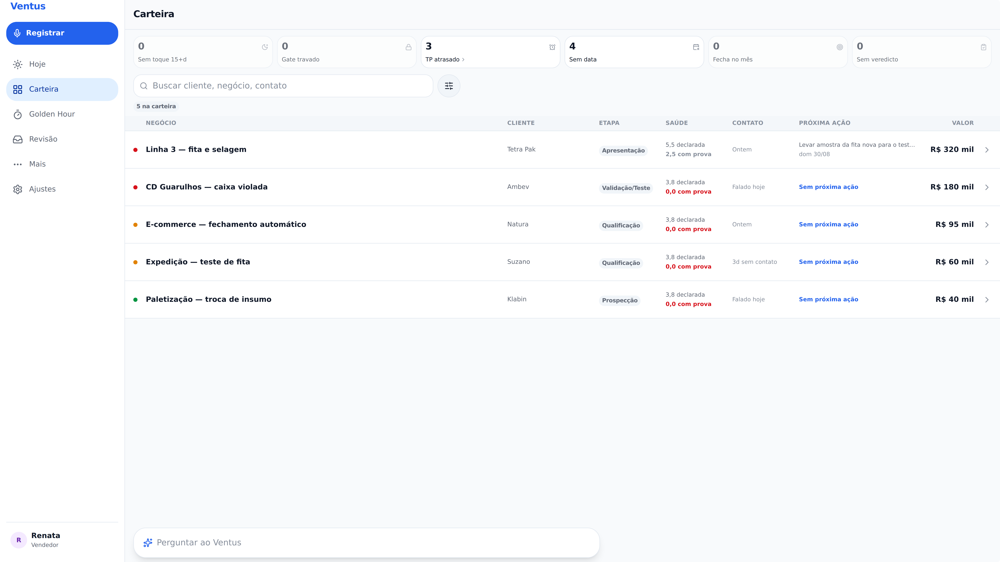 Ventus
Registrar
Hoje
Carteira
Golden Hour
Revisão
Mais
Ajustes
Renata
R
Vendedor
Carteira
0
Sem toque 15+d
0
Gate travado
3
TP atrasado
4
Sem data
0
Fecha no mês
0
Sem veredicto
Buscar cliente, negócio, contato
5 na carteira
NEGÓCIO CLIENTE ETAPA SAÚDE CONTATO PRÓXIMA AÇÃO VALOR
Linha 3 — fita e selagem Tetra Pak Apresentação 5,5 declarada Ontem Levar amostra da fita nova para o test... R$ 320 mil
2,5 com prova dom 30/08
CD Guarulhos — caixa violada Ambev Validação/Teste 3,8 declarada Falado hoje Sem próxima ação R$ 180 mil
0,0 com prova
E-commerce — fechamento automático Natura Qualificação 3,8 declarada Ontem Sem próxima ação R$ 95 mil
0,0 com prova
Expedição — teste de fita Suzano Qualificação 3,8 declarada 3d sem contato Sem próxima ação R$ 60 mil
0,0 com prova
Paletização — troca de insumo Klabin Prospecção 3,8 declarada Falado hoje Sem próxima ação R$ 40 mil
0,0 com prova
Perguntar ao Ventus